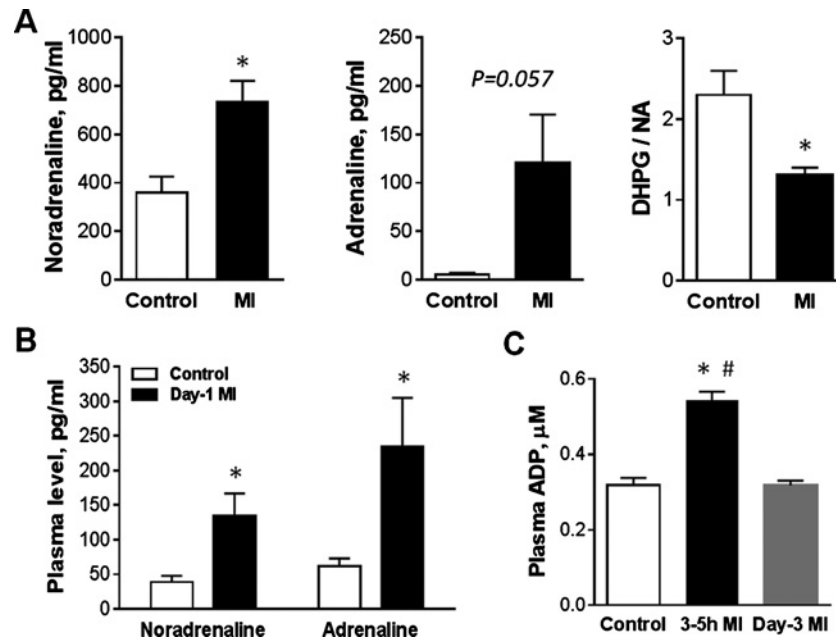 A
Noradrenaline, pg/ml
1000
800
600
400
200
0
*
Control MI
Adrenaline, pg/ml
250
200
150
100
50
0
P=0.057
Control MI
DHPG / NA
3
2
1
0
*
Control MI
B
Plasma level, pg/ml
350
300
250
200
150
100
50
0
Control
Day-1 MI
*
*
Noradrenaline Adrenaline
C
Plasma ADP, µM
0.6
0.4
0.2
0.0
* #
Control 3-5h MI Day-3 MI